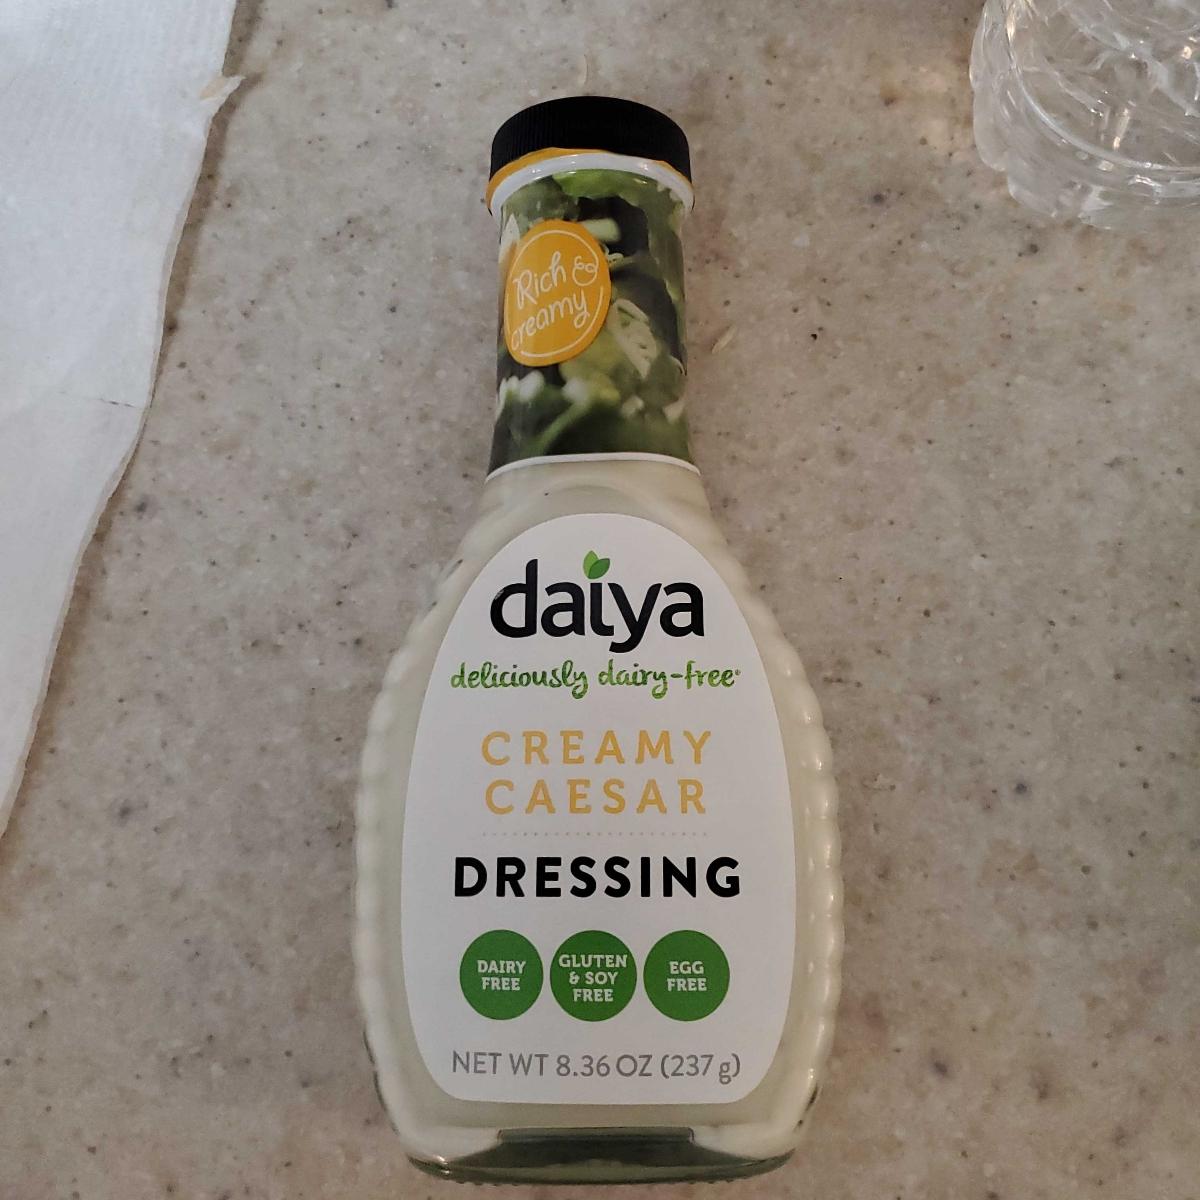 Rich &
creamy
daiya
deliciously dairy-free®
CREAMY
CAESAR
DRESSING
DAIRY
FREE
GLUTEN
& SOY
FREE
EGG
FREE
NET WT 8.36 OZ (237 g)